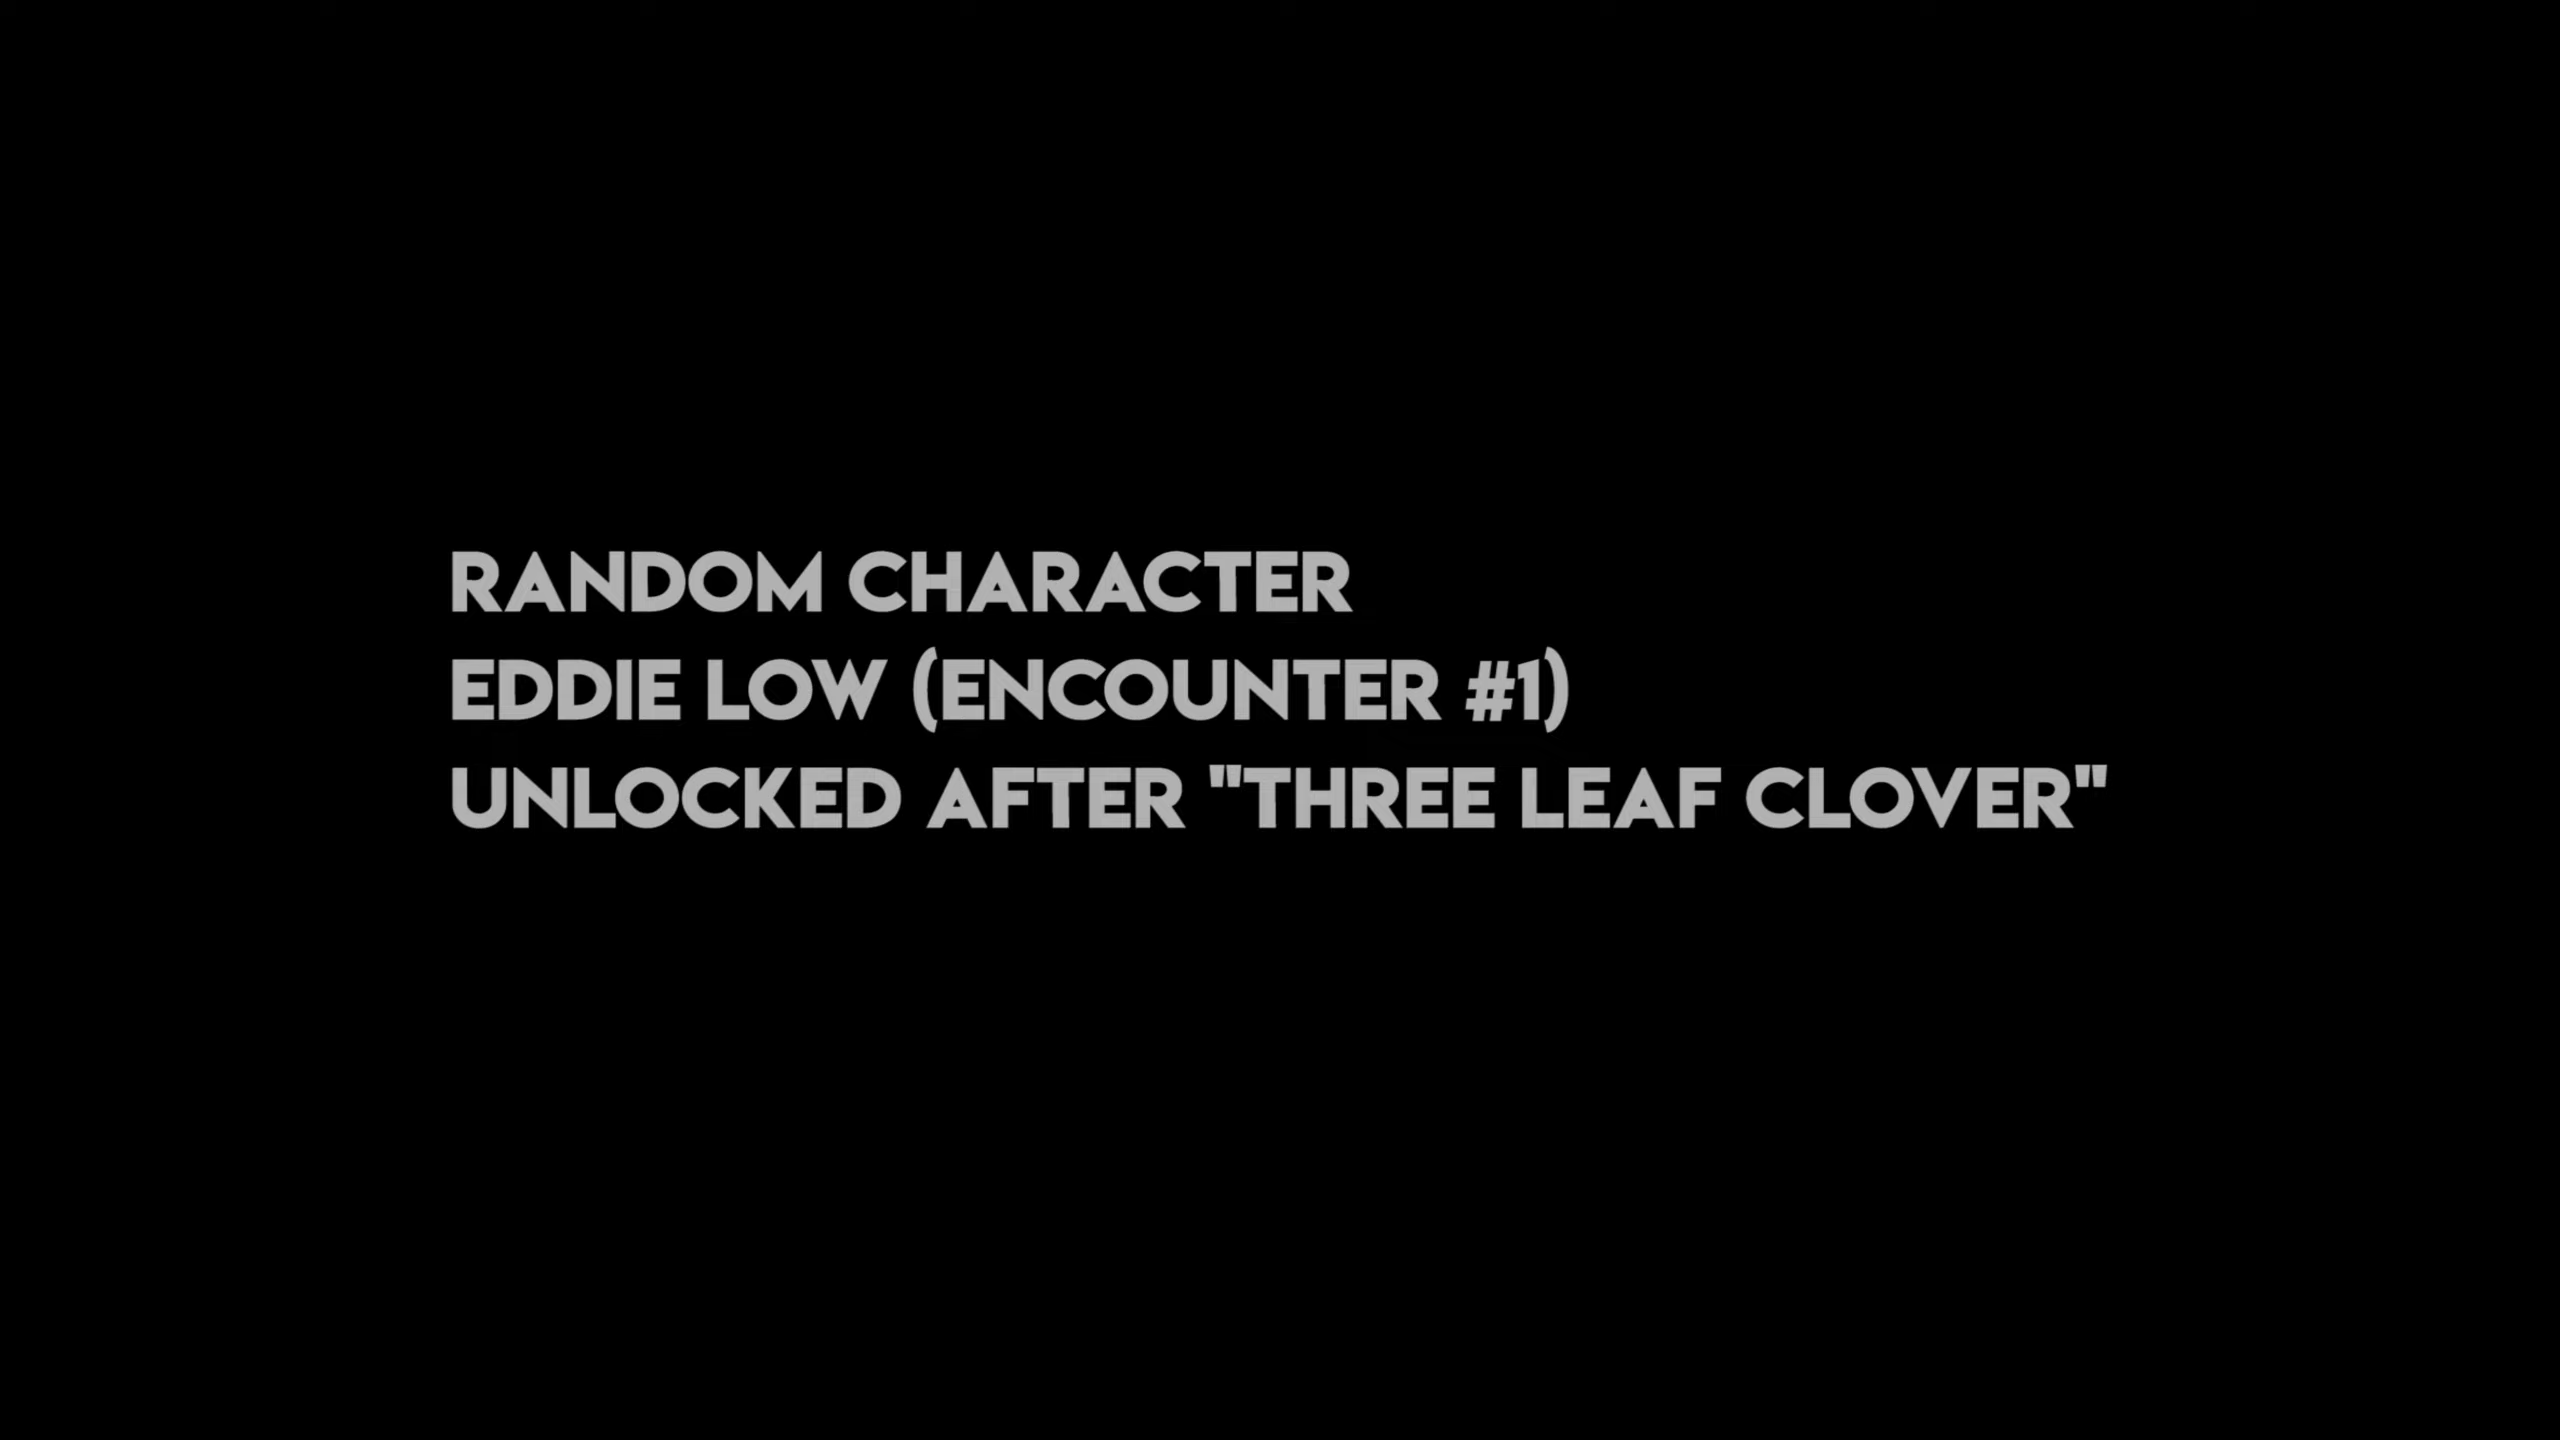 RANDOM CHARACTER
EDDIE LOW (ENCOUNTER #1)
UNLOCKED AFTER "THREE LEAF CLOVER"